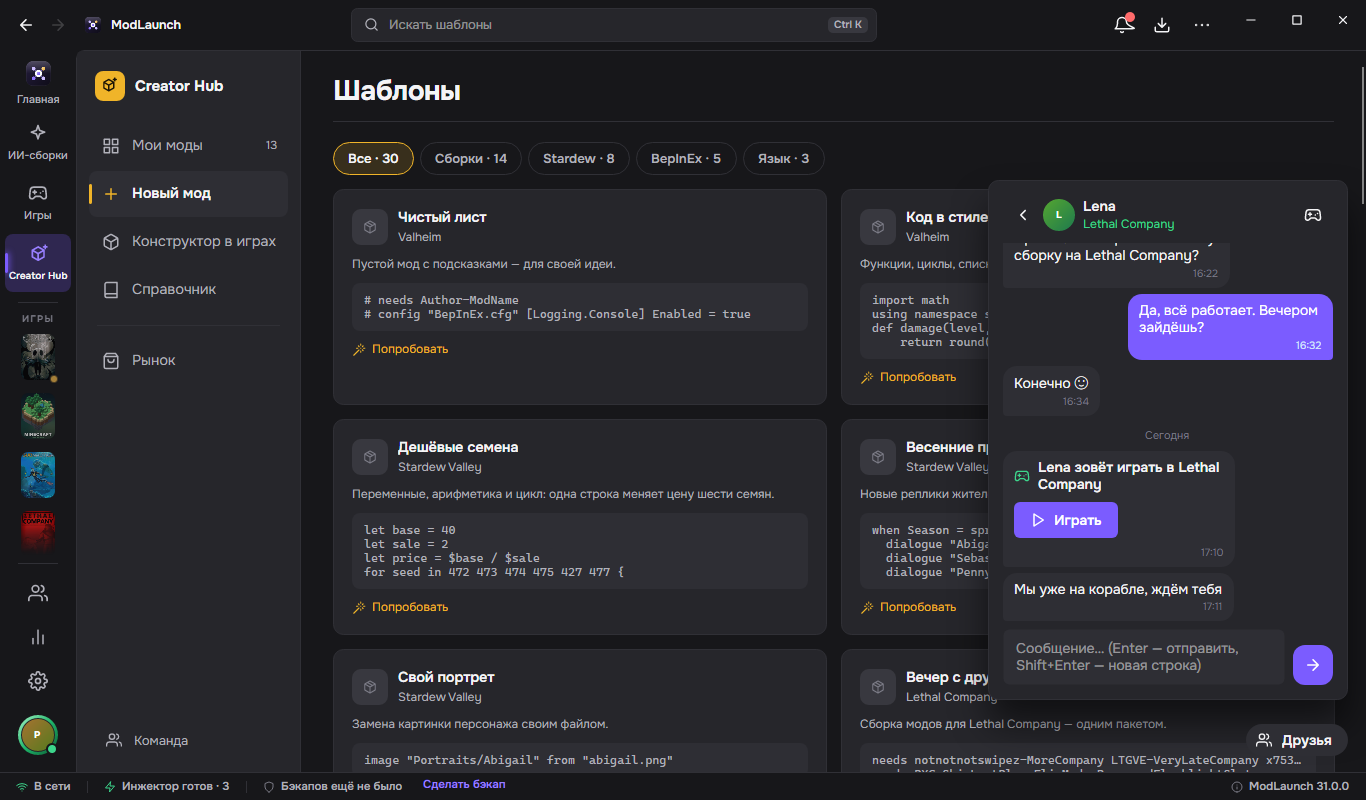 ModLaunch
Искать шаблоны
Ctrl K
Главная
ИИ-сборки
Игры
Creator Hub
ИГРЫ
MINECRAFT
LETHAL
COMPANY
P
Creator Hub
Мои моды 13
Новый мод
Конструктор в играх
Справочник
Рынок
Команда
Шаблоны
Все · 30
Сборки · 14
Stardew · 8
BepInEx · 5
Язык · 3
Чистый лист
Valheim
Пустой мод с подсказками — для своей идеи.
# needs Author-ModName
# config "BepInEx.cfg" [Logging.Console] Enabled = true
Попробовать
Код в стиле
Valheim
Функции, циклы, списк
import math
using namespace s
def damage(level,
return round(
Попробовать
Дешёвые семена
Stardew Valley
Переменные, арифметика и цикл: одна строка меняет цену шести семян.
let base = 40
let sale = 2
let price = $base / $sale
for seed in 472 473 474 475 427 477 {
Попробовать
Весенние п
Stardew Valley
Новые реплики жител
when Season = spr
dialogue "Abiga
dialogue "Sebas
dialogue "Penny
Попробовать
Свой портрет
Stardew Valley
Замена картинки персонажа своим файлом.
image "Portraits/Abigail" from "abigail.png"
Вечер с дру
Lethal Company
Сборка модов для Lethal Company — одним пакетом.
needs notnotnotswipez-MoreCompany LTGVE-VeryLateCompany x753…
L
Lena
Lethal Company
сборку на Lethal Company?
16:22
Да, всё работает. Вечером
зайдёшь?
16:32
Конечно 🙂
16:34
Сегодня
Lena зовёт играть в Lethal
Company
Играть
17:10
Мы уже на корабле, ждём тебя
17:11
Сообщение... (Enter — отправить,
Shift+Enter — новая строка)
Друзья
В сети
Инжектор готов · 3
Бэкапов ещё не было
Сделать бэкап
ModLaunch 31.0.0